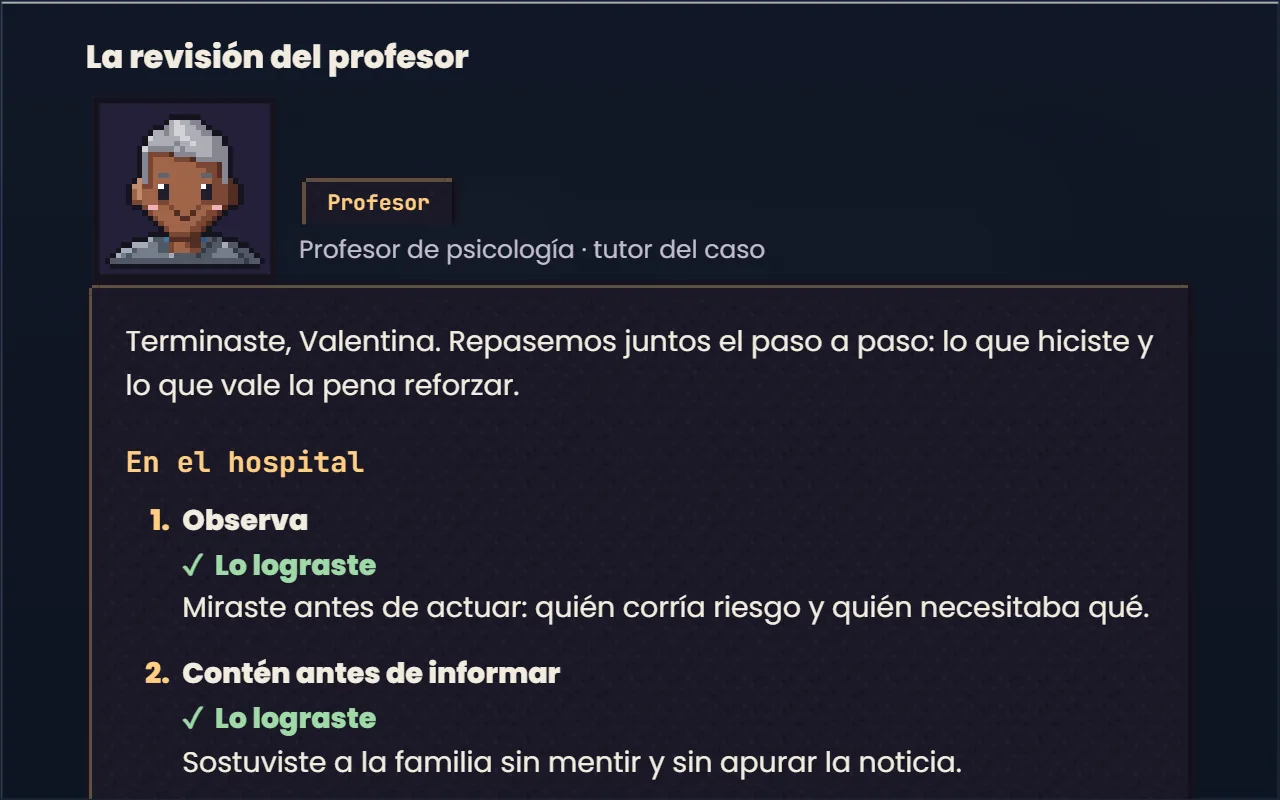 La revisión del profesor
Profesor
Profesor de psicología · tutor del caso
Terminaste, Valentina. Repasemos juntos el paso a paso: lo que hiciste y
lo que vale la pena reforzar.
En el hospital
1. Observa
✓ Lo lograste
Miraste antes de actuar: quién corría riesgo y quién necesitaba qué.
2. Contén antes de informar
✓ Lo lograste
Sostuviste a la familia sin mentir y sin apurar la noticia.